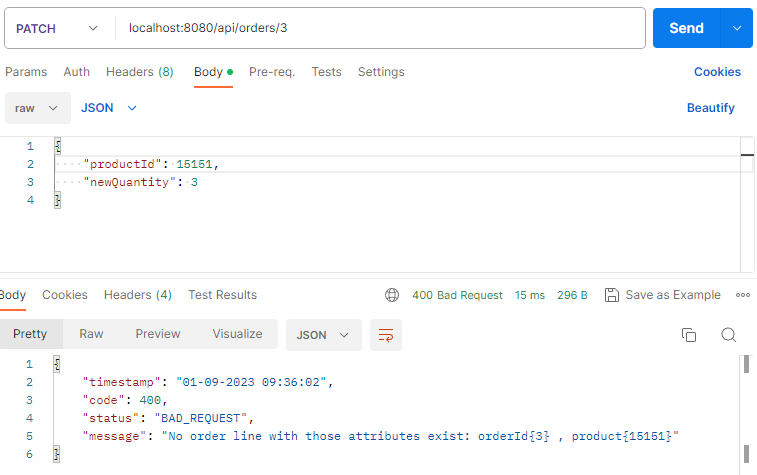 PATCH localhost:8080/api/orders/3 Send
Params Auth Headers (8) Body Pre-req. Tests Settings Cookies
raw JSON Beautify
1 {
2 "productId": 15151,
3 "newQuantity": 3
4 }
Body Cookies Headers (4) Test Results 400 Bad Request 15 ms 296 B Save as Example
Pretty Raw Preview Visualize JSON
1 {
2 "timestamp": "01-09-2023 09:36:02",
3 "code": 400,
4 "status": "BAD_REQUEST",
5 "message": "No order line with those attributes exist: orderId{3} , product{15151}"
6 }